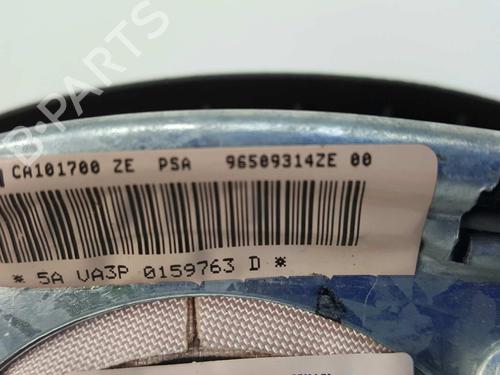 B-PARTS
CA101700 ZE PSA 96509314ZE 00
* 5A VA3P 0159763 D *